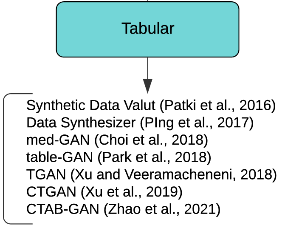 Tabular
Synthetic Data Valut (Patki et al., 2016)
Data Synthesizer (PIng et al., 2017)
med-GAN (Choi et al., 2018)
table-GAN (Park et al., 2018)
TGAN (Xu and Veeramacheneni, 2018)
CTGAN (Xu et al., 2019)
CTAB-GAN (Zhao et al., 2021)